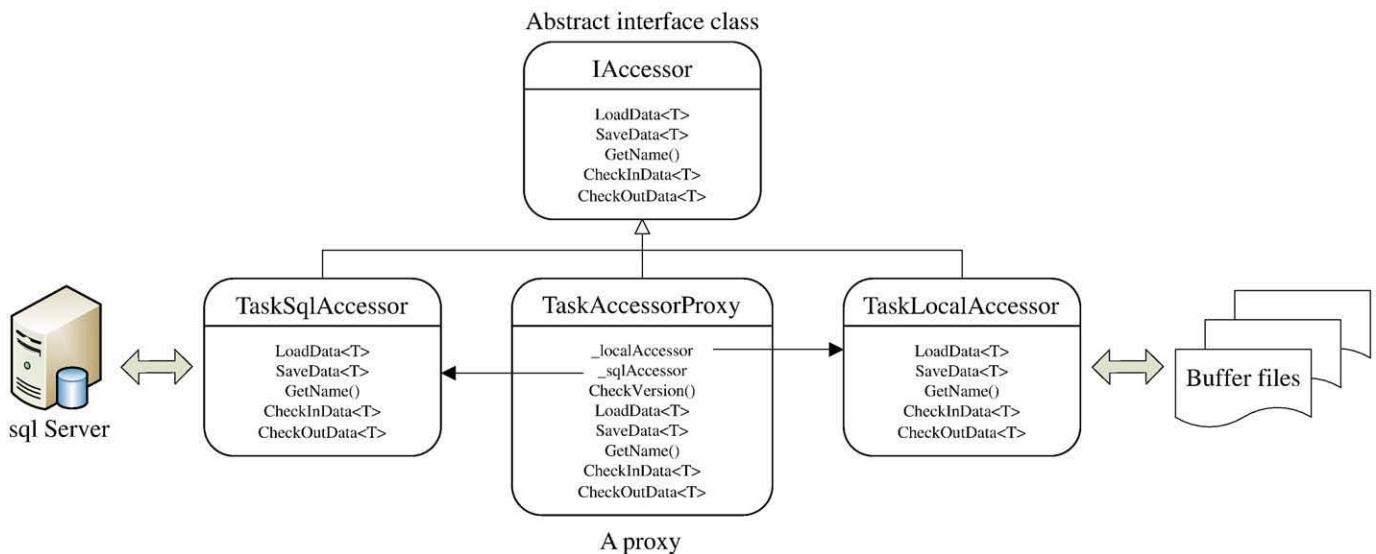 Abstract interface class
IAccessor
LoadData<T>
SaveData<T>
GetName()
CheckInData<T>
CheckOutData<T>
sql Server
TaskSqlAccessor
LoadData<T>
SaveData<T>
GetName()
CheckInData<T>
CheckOutData<T>
TaskAccessorProxy
_localAccessor
_sqlAccessor
CheckVersion()
LoadData<T>
SaveData<T>
GetName()
CheckInData<T>
CheckOutData<T>
A proxy
TaskLocalAccessor
LoadData<T>
SaveData<T>
GetName()
CheckInData<T>
CheckOutData<T>
Buffer files